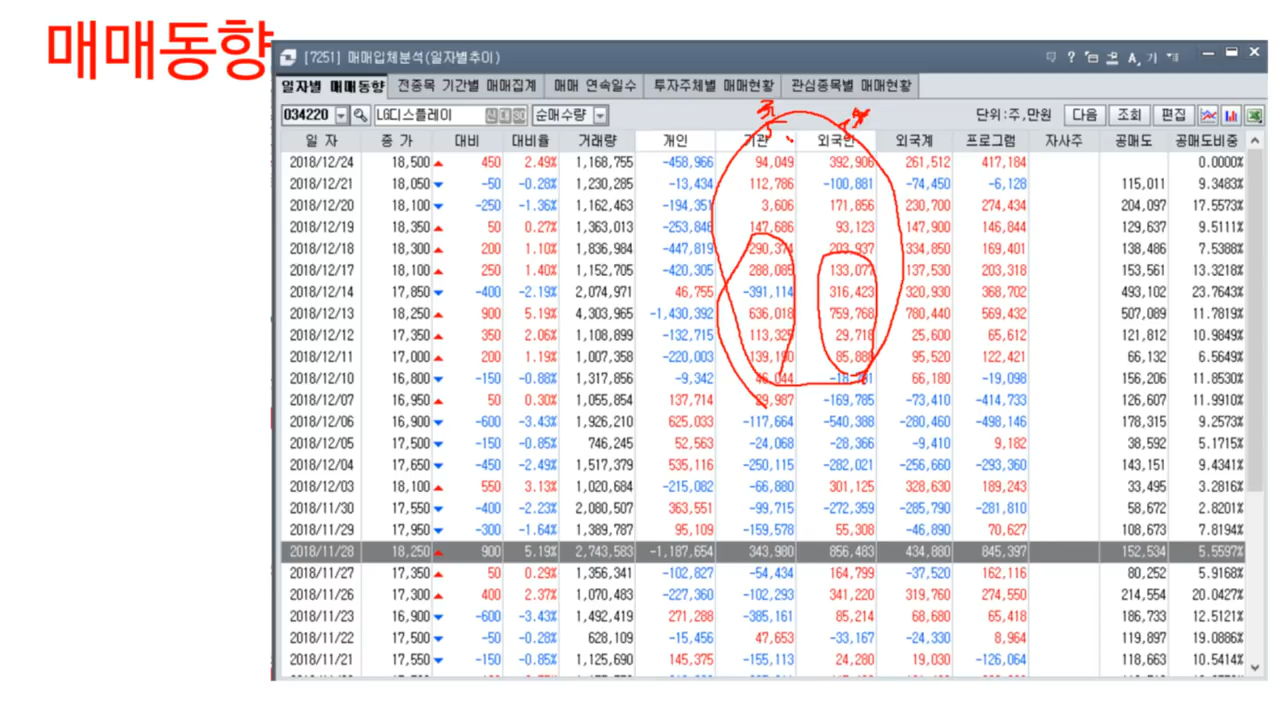 매매동향
[7251] 매매입체분석(일자별추이)
일자별 매매동향 전종목 기간별 매매집계 매매 연속일수 투자주체별 매매현황 관심종목별 매매현황
034220 LG디스플레이 신 대 30 순매수량 단위:주,만원 다음 조회 편집
일 자 종 가 대비 대비율 거래량 개인 기관 외국인 외국계 프로그램 자사주 공매도 공매도비중
2018/12/24 18,500 ▲ 450 2.49% 1,168,755 -458,966 94,049 392,906 261,512 417,184 0.0000%
2018/12/21 18,050 ▼ -50 -0.28% 1,230,285 -13,434 112,786 -100,881 -74,450 -6,128 115,011 9.3483%
2018/12/20 18,100 ▼ -250 -1.36% 1,162,463 -194,351 3,606 171,856 230,700 274,434 204,097 17.5573%
2018/12/19 18,350 ▲ 50 0.27% 1,363,013 -253,846 147,686 93,123 147,900 146,844 129,637 9.5111%
2018/12/18 18,300 ▲ 200 1.10% 1,836,984 -447,819 290,374 203,937 334,850 169,401 138,486 7.5388%
2018/12/17 18,100 ▲ 250 1.40% 1,152,705 -420,305 288,085 133,077 137,530 203,318 153,561 13.3218%
2018/12/14 17,850 ▼ -400 -2.19% 2,074,971 46,755 -391,114 316,423 320,930 368,702 493,102 23.7643%
2018/12/13 18,250 ▲ 900 5.19% 4,303,965 -1,430,392 636,018 759,768 780,440 569,432 507,089 11.7819%
2018/12/12 17,350 ▲ 350 2.06% 1,108,899 -132,715 113,325 29,718 25,600 65,612 121,812 10.9849%
2018/12/11 17,000 ▲ 200 1.19% 1,007,358 -220,003 139,190 85,888 95,520 122,421 66,132 6.5649%
2018/12/10 16,800 ▼ -150 -0.88% 1,317,856 -9,342 46,044 66,180 -19,098 156,206 11.8530%
2018/12/07 16,950 ▲ 50 0.30% 1,055,854 137,714 29,987 -169,785 -73,410 -414,733 126,607 11.9910%
2018/12/06 16,900 ▼ -600 -3.43% 1,926,210 625,033 -117,664 -540,388 -280,460 -498,146 178,315 9.2573%
2018/12/05 17,500 ▼ -150 -0.85% 746,245 52,563 -24,068 -28,366 -9,410 9,182 38,592 5.1715%
2018/12/04 17,650 ▼ -450 -2.49% 1,517,379 535,116 -250,115 -282,021 -256,660 -293,360 143,151 9.4341%
2018/12/03 18,100 ▲ 550 3.13% 1,020,684 -215,082 -66,880 301,125 328,630 189,243 33,495 3.2816%
2018/11/30 17,550 ▼ -400 -2.23% 2,080,507 363,551 -99,715 -272,359 -285,790 -281,810 58,672 2.8201%
2018/11/29 17,950 ▼ -300 -1.64% 1,389,787 95,109 -159,578 55,308 -46,890 70,627 108,673 7.8194%
2018/11/28 18,250 ▲ 900 5.19% 2,743,583 -1,187,654 343,980 856,483 434,880 845,397 152,534 5.5597%
2018/11/27 17,350 ▲ 50 0.29% 1,356,341 -102,827 -54,434 164,799 -37,520 162,116 80,252 5.9168%
2018/11/26 17,300 ▲ 400 2.37% 1,070,483 -227,360 -102,293 341,220 319,760 274,550 214,554 20.0427%
2018/11/23 16,900 ▼ -600 -3.43% 1,492,419 271,288 -385,161 85,214 68,680 65,418 186,733 12.5121%
2018/11/22 17,500 ▼ -50 -0.28% 628,109 -15,456 47,653 -33,167 -24,330 8,964 119,897 19.0886%
2018/11/21 17,550 ▼ -150 -0.85% 1,125,690 145,375 -155,113 24,280 19,030 -126,064 118,663 10.5414%